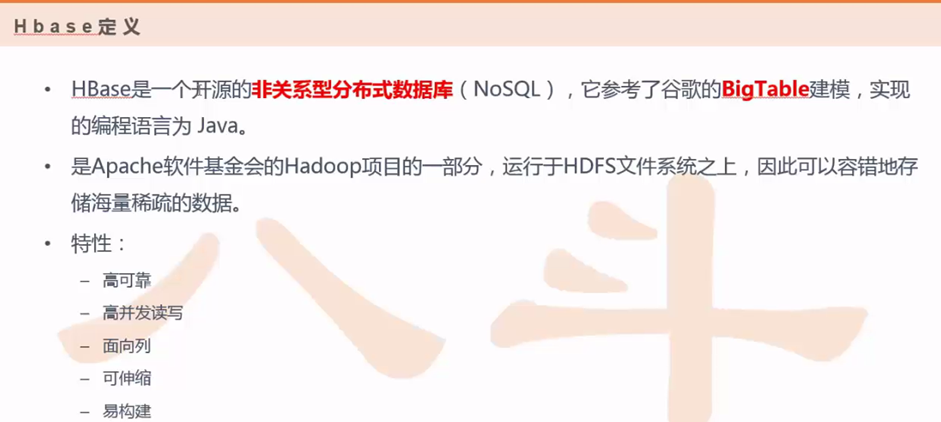 Hbase定义
• HBase是一个开源的非关系型分布式数据库（NoSQL），它参考了谷歌的BigTable建模，实现
的编程语言为 Java。
• 是Apache软件基金会的Hadoop项目的一部分，运行于HDFS文件系统之上，因此可以容错地存
储海量稀疏的数据。
• 特性：
– 高可靠
– 高并发读写
– 面向列
– 可伸缩
– 易构建
八斗